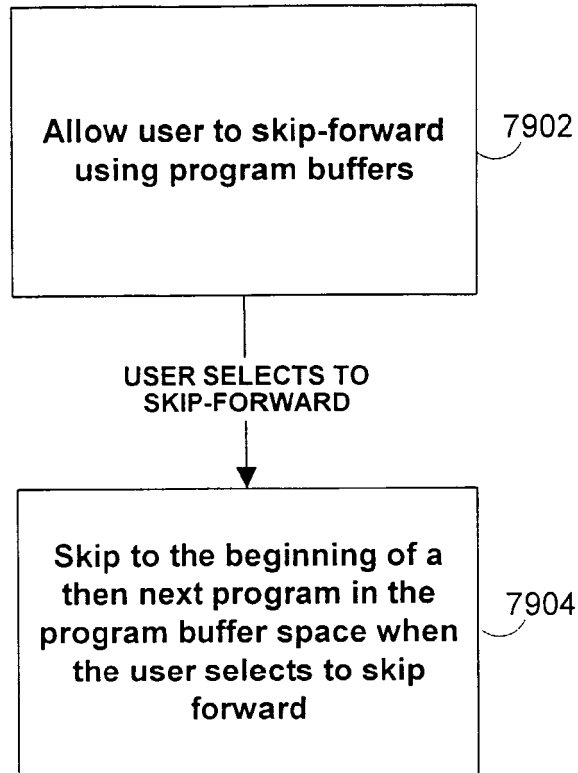 Allow user to skip-forward
using program buffers
7902
USER SELECTS TO
SKIP-FORWARD
Skip to the beginning of a
then next program in the
program buffer space when
the user selects to skip
forward
7904